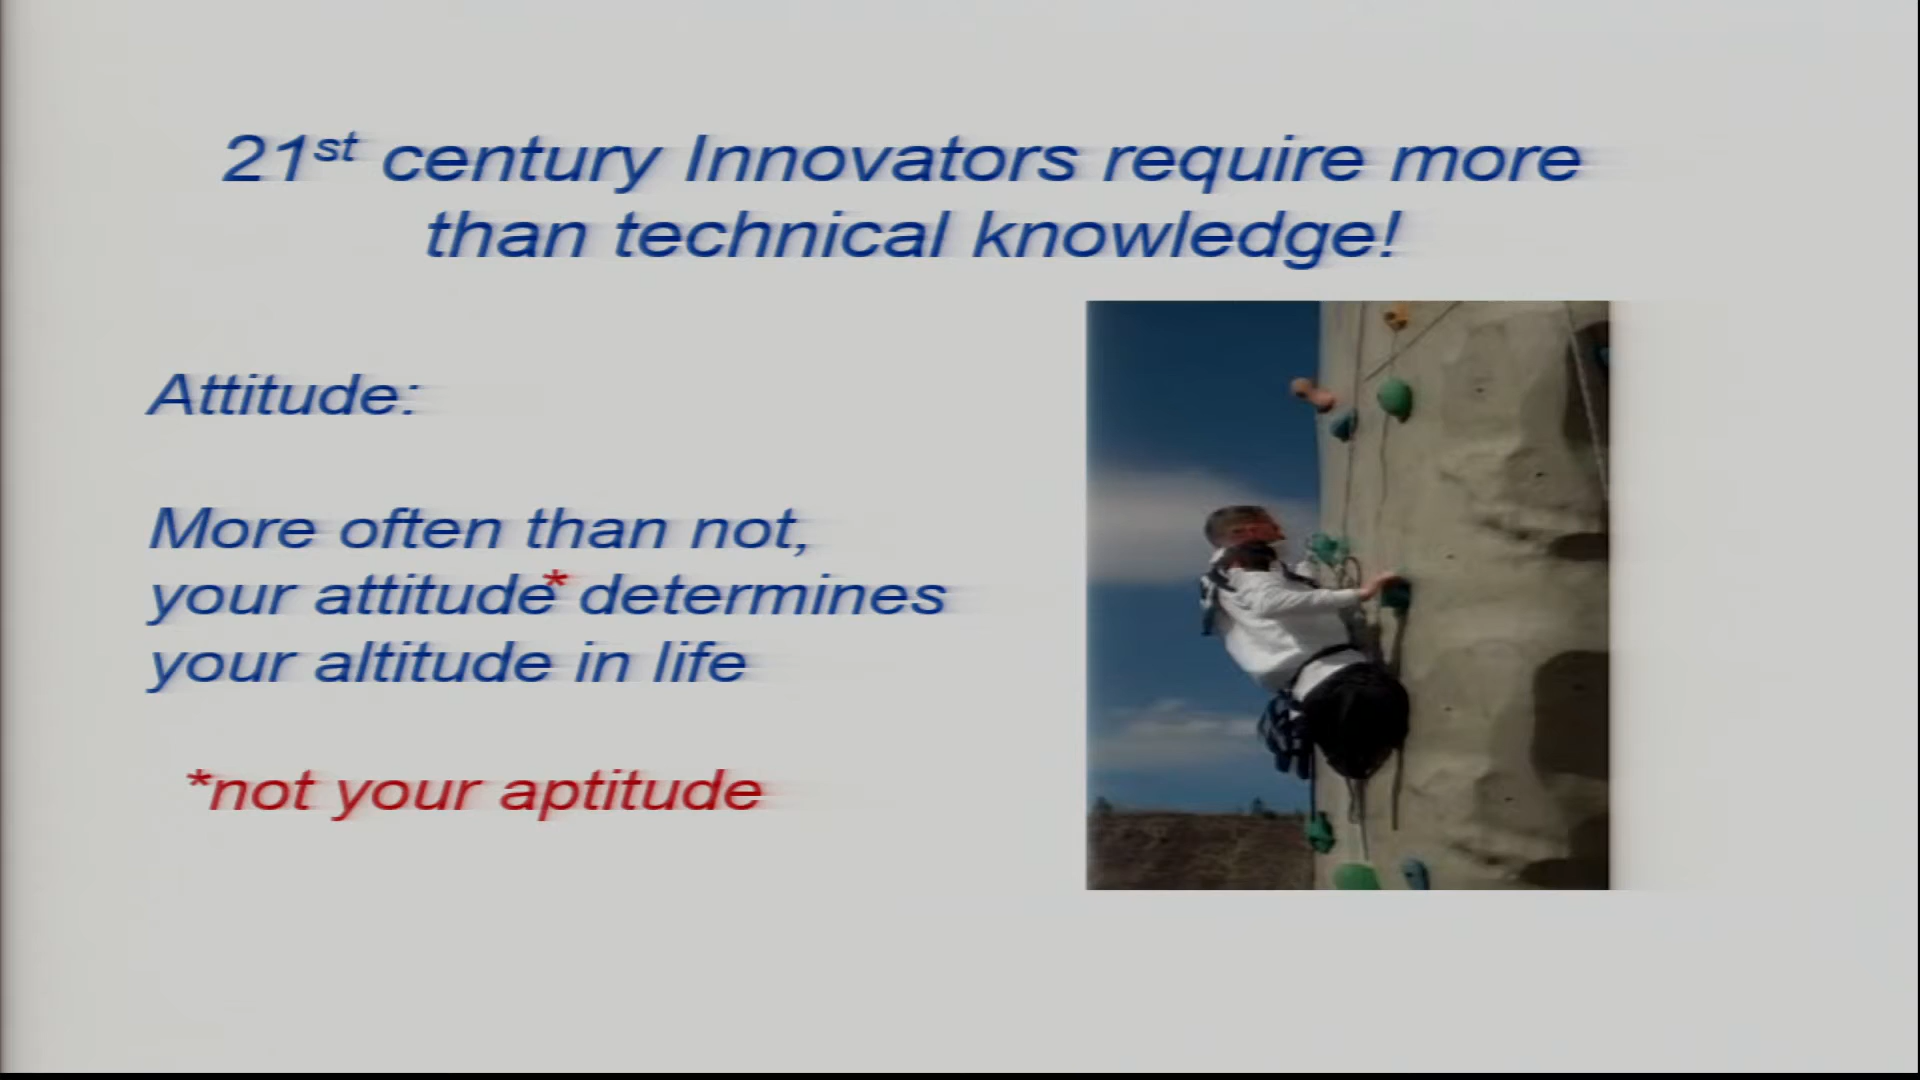 21st century Innovators require more
than technical knowledge!
Attitude:
More often than not,
your attitude* determines
your altitude in life
*not your aptitude